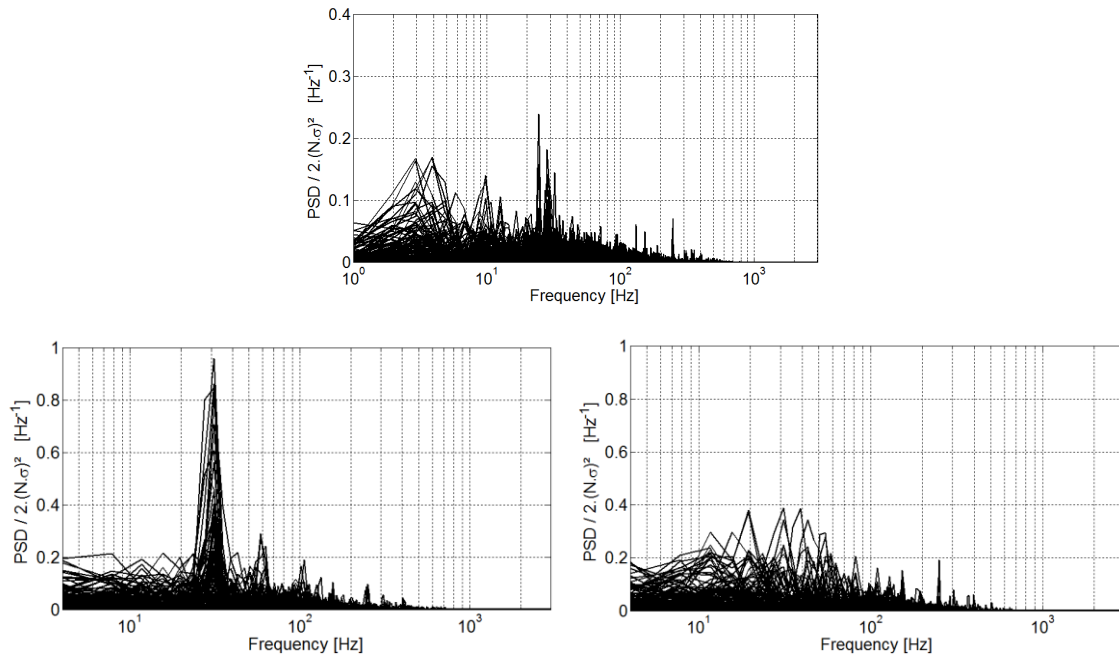 0.4
0.3
0.2
0.1
0
PSD / 2.(N.σ)² [Hz⁻¹]
10⁰ 10¹ 10² 10³
Frequency [Hz]
1
0.8
0.6
0.4
0.2
0
PSD / 2.(N.σ)² [Hz⁻¹]
10¹ 10² 10³
Frequency [Hz]
1
0.8
0.6
0.4
0.2
0
PSD / 2.(N.σ)² [Hz⁻¹]
10¹ 10² 10³
Frequency [Hz]